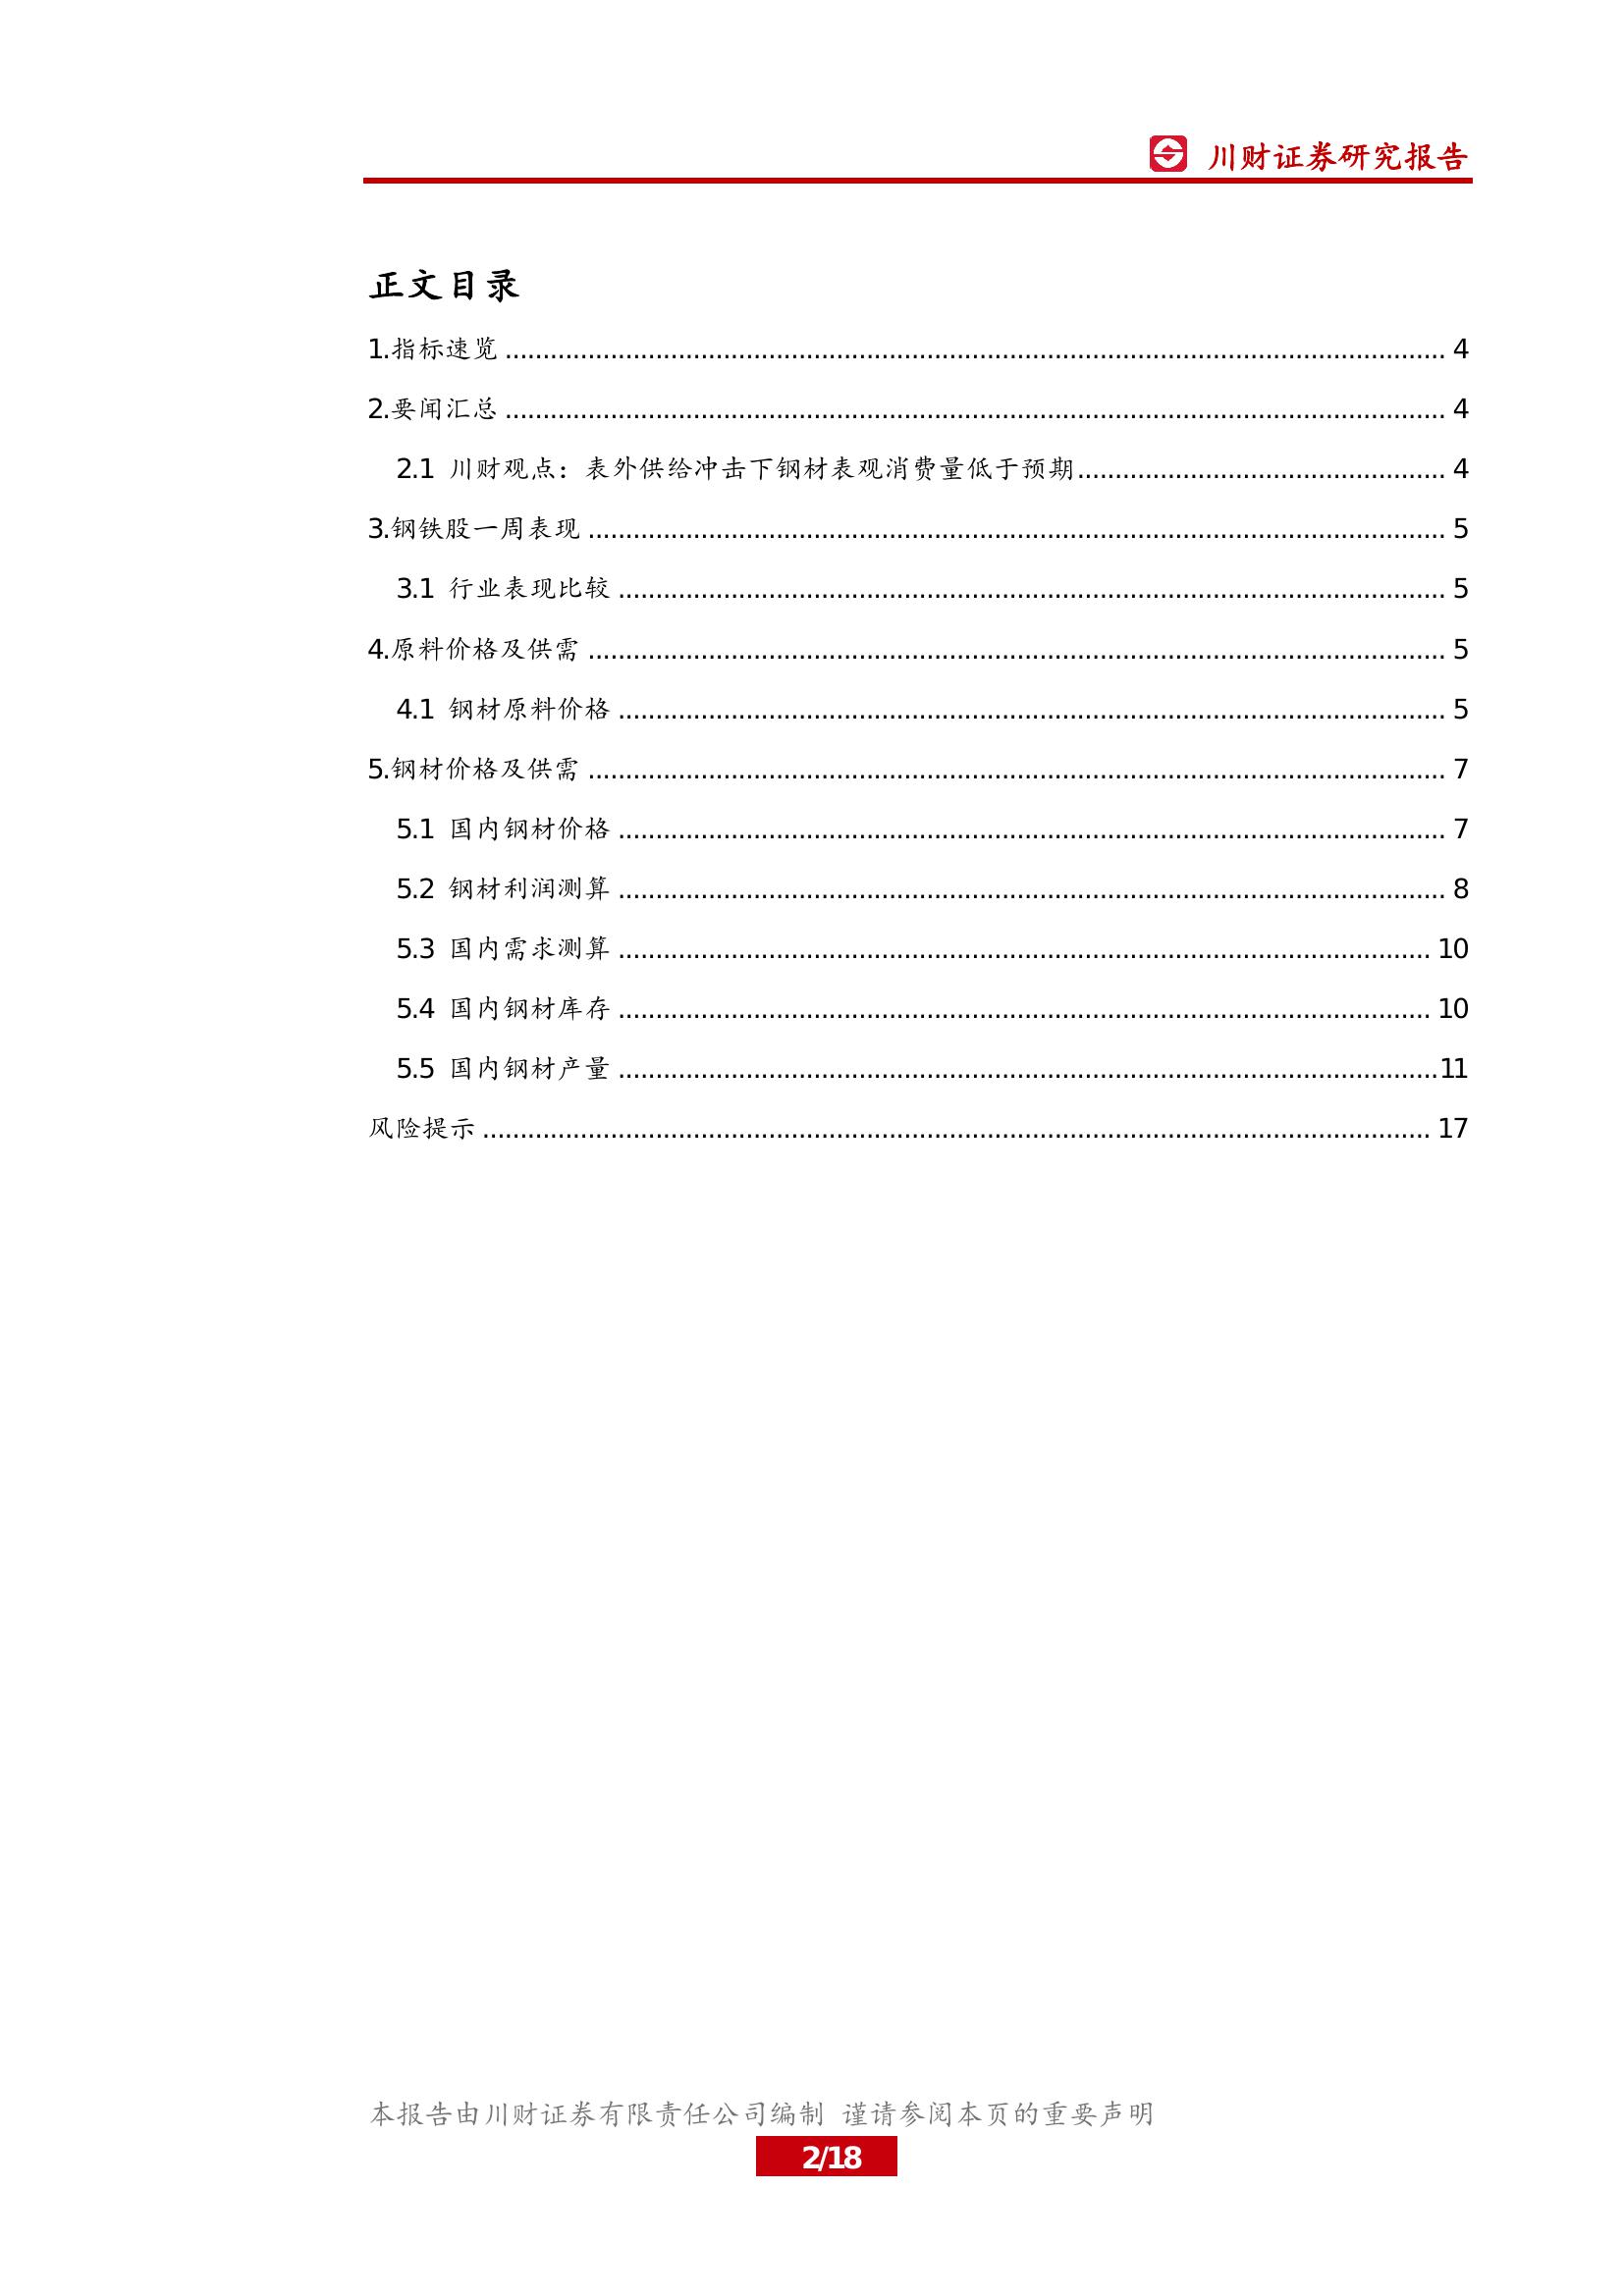 川财证券研究报告
正文目录
1.指标速览 ........ 4
2.要闻汇总 ........ 4
2.1 川财观点：表外供给冲击下钢材表观消费量低于预期........ 4
3.钢铁股一周表现 ........ 5
3.1 行业表现比较 ........ 5
4.原料价格及供需 ........ 5
4.1 钢材原料价格 ........ 5
5.钢材价格及供需 ........ 7
5.1 国内钢材价格 ........ 7
5.2 钢材利润测算 ........ 8
5.3 国内需求测算 ........ 10
5.4 国内钢材库存 ........ 10
5.5 国内钢材产量 ........11
风险提示 ........ 17
本报告由川财证券有限责任公司编制 谨请参阅本页的重要声明
2/18